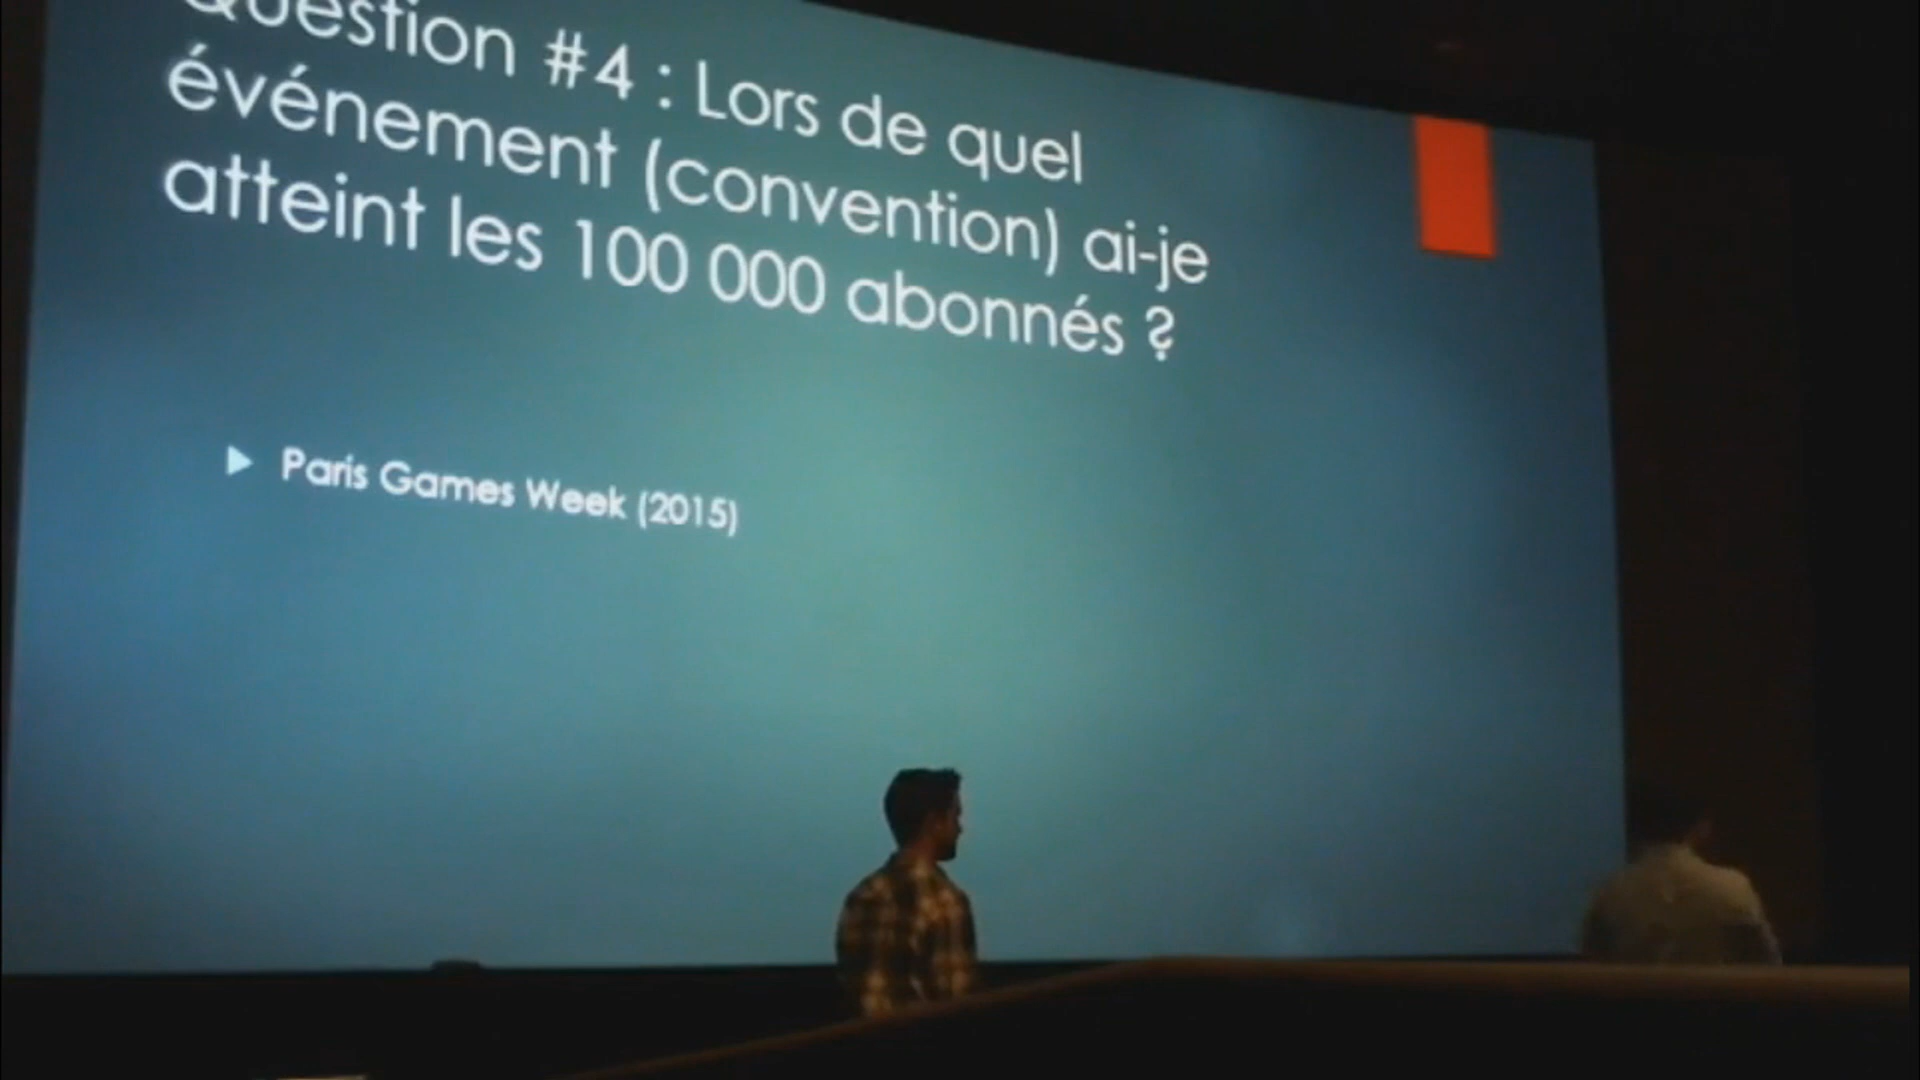 Question #4 : Lors de quel
événement (convention) ai-je
atteint les 100 000 abonnés ?
Paris Games Week (2015)